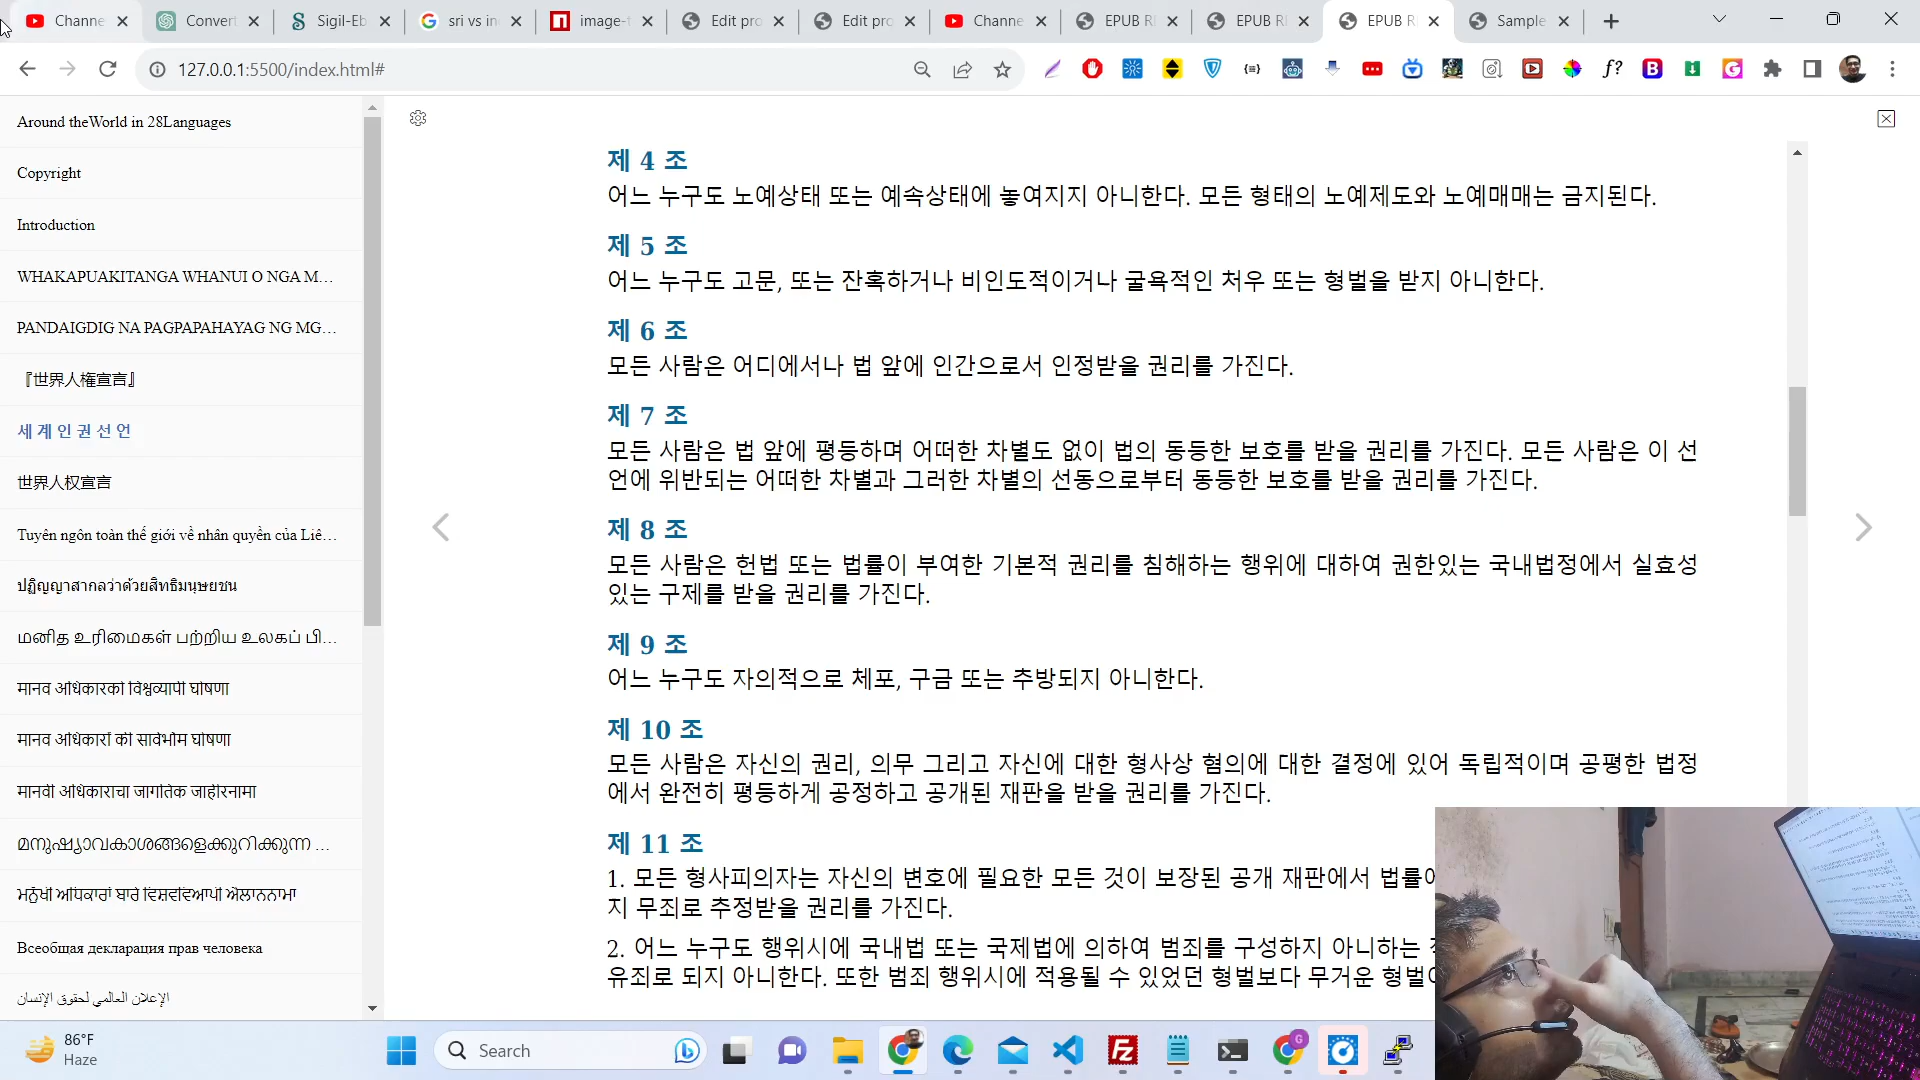 Channe
Convert
Sigil-Eb
sri vs in
image-t
Edit pro
Edit pro
Channe
EPUB R
EPUB R
EPUB R
Sample
127.0.0.1:5500/index.html#
Around theWorld in 28Languages
Copyright
Introduction
WHAKAPUAKITANGA WHANUI O NGA M...
PANDAIGDIG NA PAGPAPAHAYAG NG MG...
『世界人権宣言』
세 계 인 권 선 언
世界人权宣言
Tuyên ngôn toàn thế giới về nhân quyền của Liê...
ปฏิญญาสากลว่าด้วยสิทธิมนุษยชน
மனித உரிமைகள் பற்றிய உலகப் பி...
मानव अधिकारको विश्वव्यापी घोषणा
मानव अधिकारों की सार्वभौम घोषणा
मानवी अधिकाराचा जागतिक जाहीरनामा
മനുഷ്യാവകാശങ്ങളെക്കുറിക്കുന്ന ...
ਮਨੁੱਖੀ ਅਧਿਕਾਰਾਂ ਬਾਰੇ ਵਿਸ਼ਵਵਿਆਪੀ ਐਲਾਨਨਾਮਾ
Всеобщая декларация прав человека
الإعلان العالمي لحقوق الإنسان
제 4 조
어느 누구도 노예상태 또는 예속상태에 놓여지지 아니한다. 모든 형태의 노예제도와 노예매매는 금지된다.
제 5 조
어느 누구도 고문, 또는 잔혹하거나 비인도적이거나 굴욕적인 처우 또는 형벌을 받지 아니한다.
제 6 조
모든 사람은 어디에서나 법 앞에 인간으로서 인정받을 권리를 가진다.
제 7 조
모든 사람은 법 앞에 평등하며 어떠한 차별도 없이 법의 동등한 보호를 받을 권리를 가진다. 모든 사람은 이 선
언에 위반되는 어떠한 차별과 그러한 차별의 선동으로부터 동등한 보호를 받을 권리를 가진다.
제 8 조
모든 사람은 헌법 또는 법률이 부여한 기본적 권리를 침해하는 행위에 대하여 권한있는 국내법정에서 실효성
있는 구제를 받을 권리를 가진다.
제 9 조
어느 누구도 자의적으로 체포, 구금 또는 추방되지 아니한다.
제 10 조
모든 사람은 자신의 권리, 의무 그리고 자신에 대한 형사상 혐의에 대한 결정에 있어 독립적이며 공평한 법정
에서 완전히 평등하게 공정하고 공개된 재판을 받을 권리를 가진다.
제 11 조
1. 모든 형사피의자는 자신의 변호에 필요한 모든 것이 보장된 공개 재판에서
지 무죄로 추정받을 권리를 가진다.
2. 어느 누구도 행위시에 국내법 또는 국제법에 의하여 범죄를 구성하지 아니하는
유죄로 되지 아니한다. 또한 범죄 행위시에 적용될 수 있었던 형벌보다 무거운
86°F
Haze
Search